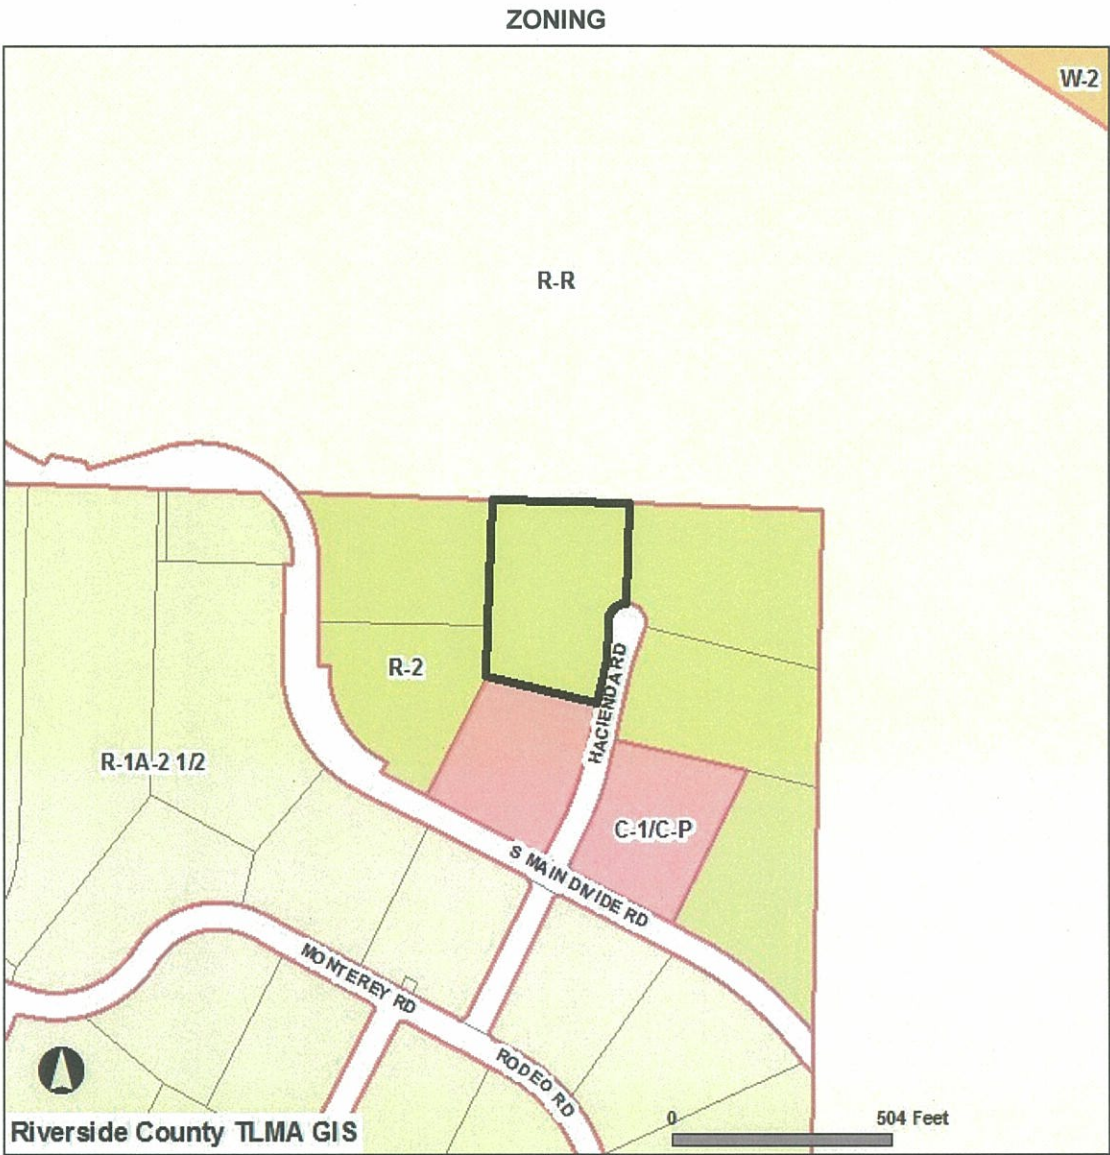 ZONING
W-2
R-R
R-2
HACIENDA RD
R-1A-2 1/2
C-1/C-P
S MAIN DIVIDE RD
MONTEREY RD
RODEO RD
0 504 Feet
Riverside County TLMA GIS